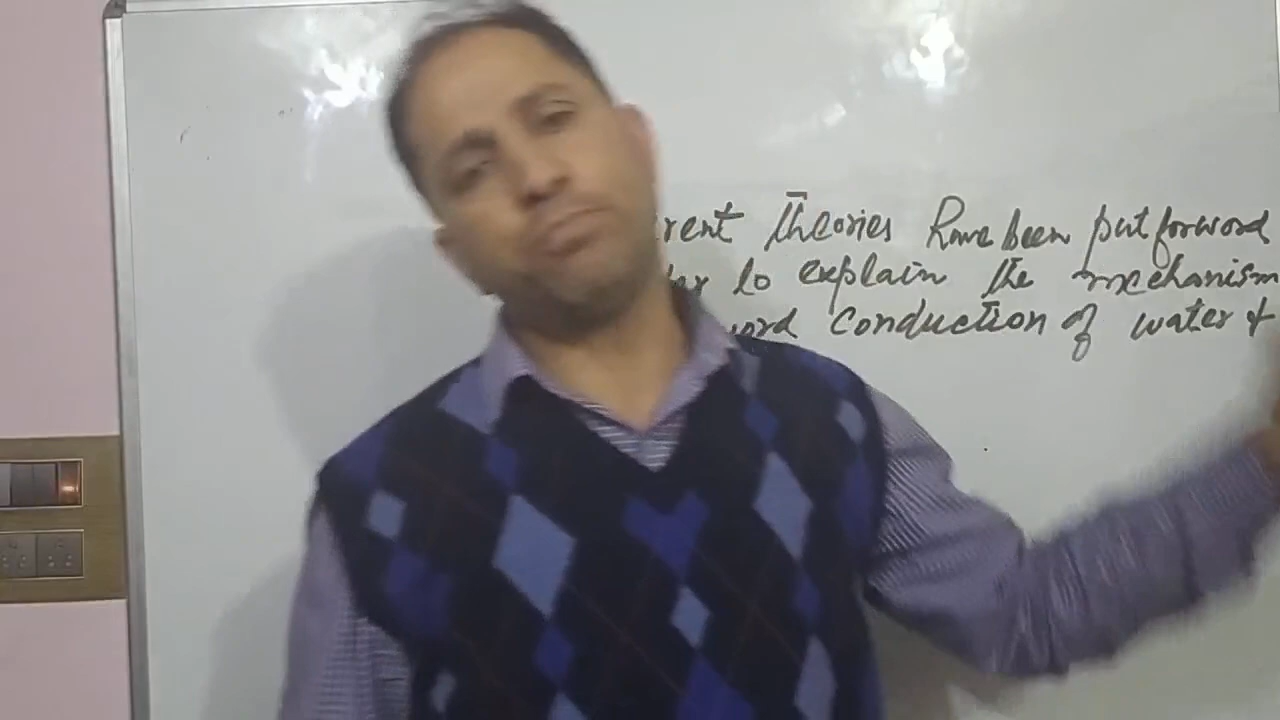 rent theories have been put forward
to explain the mechanism
conduction of water &